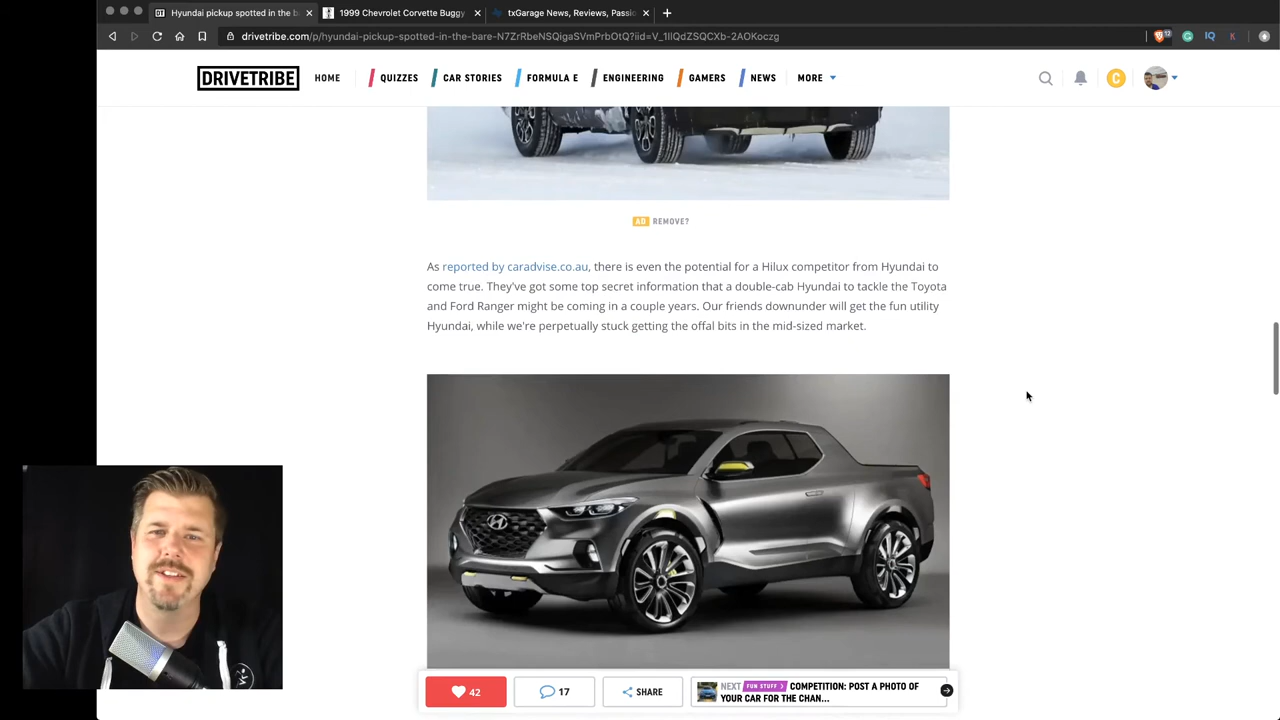 Hyundai pickup spotted in the b
1999 Chevrolet Corvette Buggy
txGarage News, Reviews, Passio
drivetribe.com/p/hyundai-pickup-spotted-in-the-bare-N7ZrRbeNSQigaSVmPrbOtQ?iid=V_1lIQdZSQCXb-2AOKoczg
12
DRIVETRIBE
HOME
QUIZZES
CAR STORIES
FORMULA E
ENGINEERING
GAMERS
NEWS
MORE
C
AD REMOVE?
As reported by caradvise.co.au, there is even the potential for a Hilux competitor from Hyundai to
come true. They've got some top secret information that a double-cab Hyundai to tackle the Toyota
and Ford Ranger might be coming in a couple years. Our friends downunder will get the fun utility
Hyundai, while we're perpetually stuck getting the offal bits in the mid-sized market.
42
17
SHARE
NEXT FUN STUFF COMPETITION: POST A PHOTO OF
YOUR CAR FOR THE CHAN...